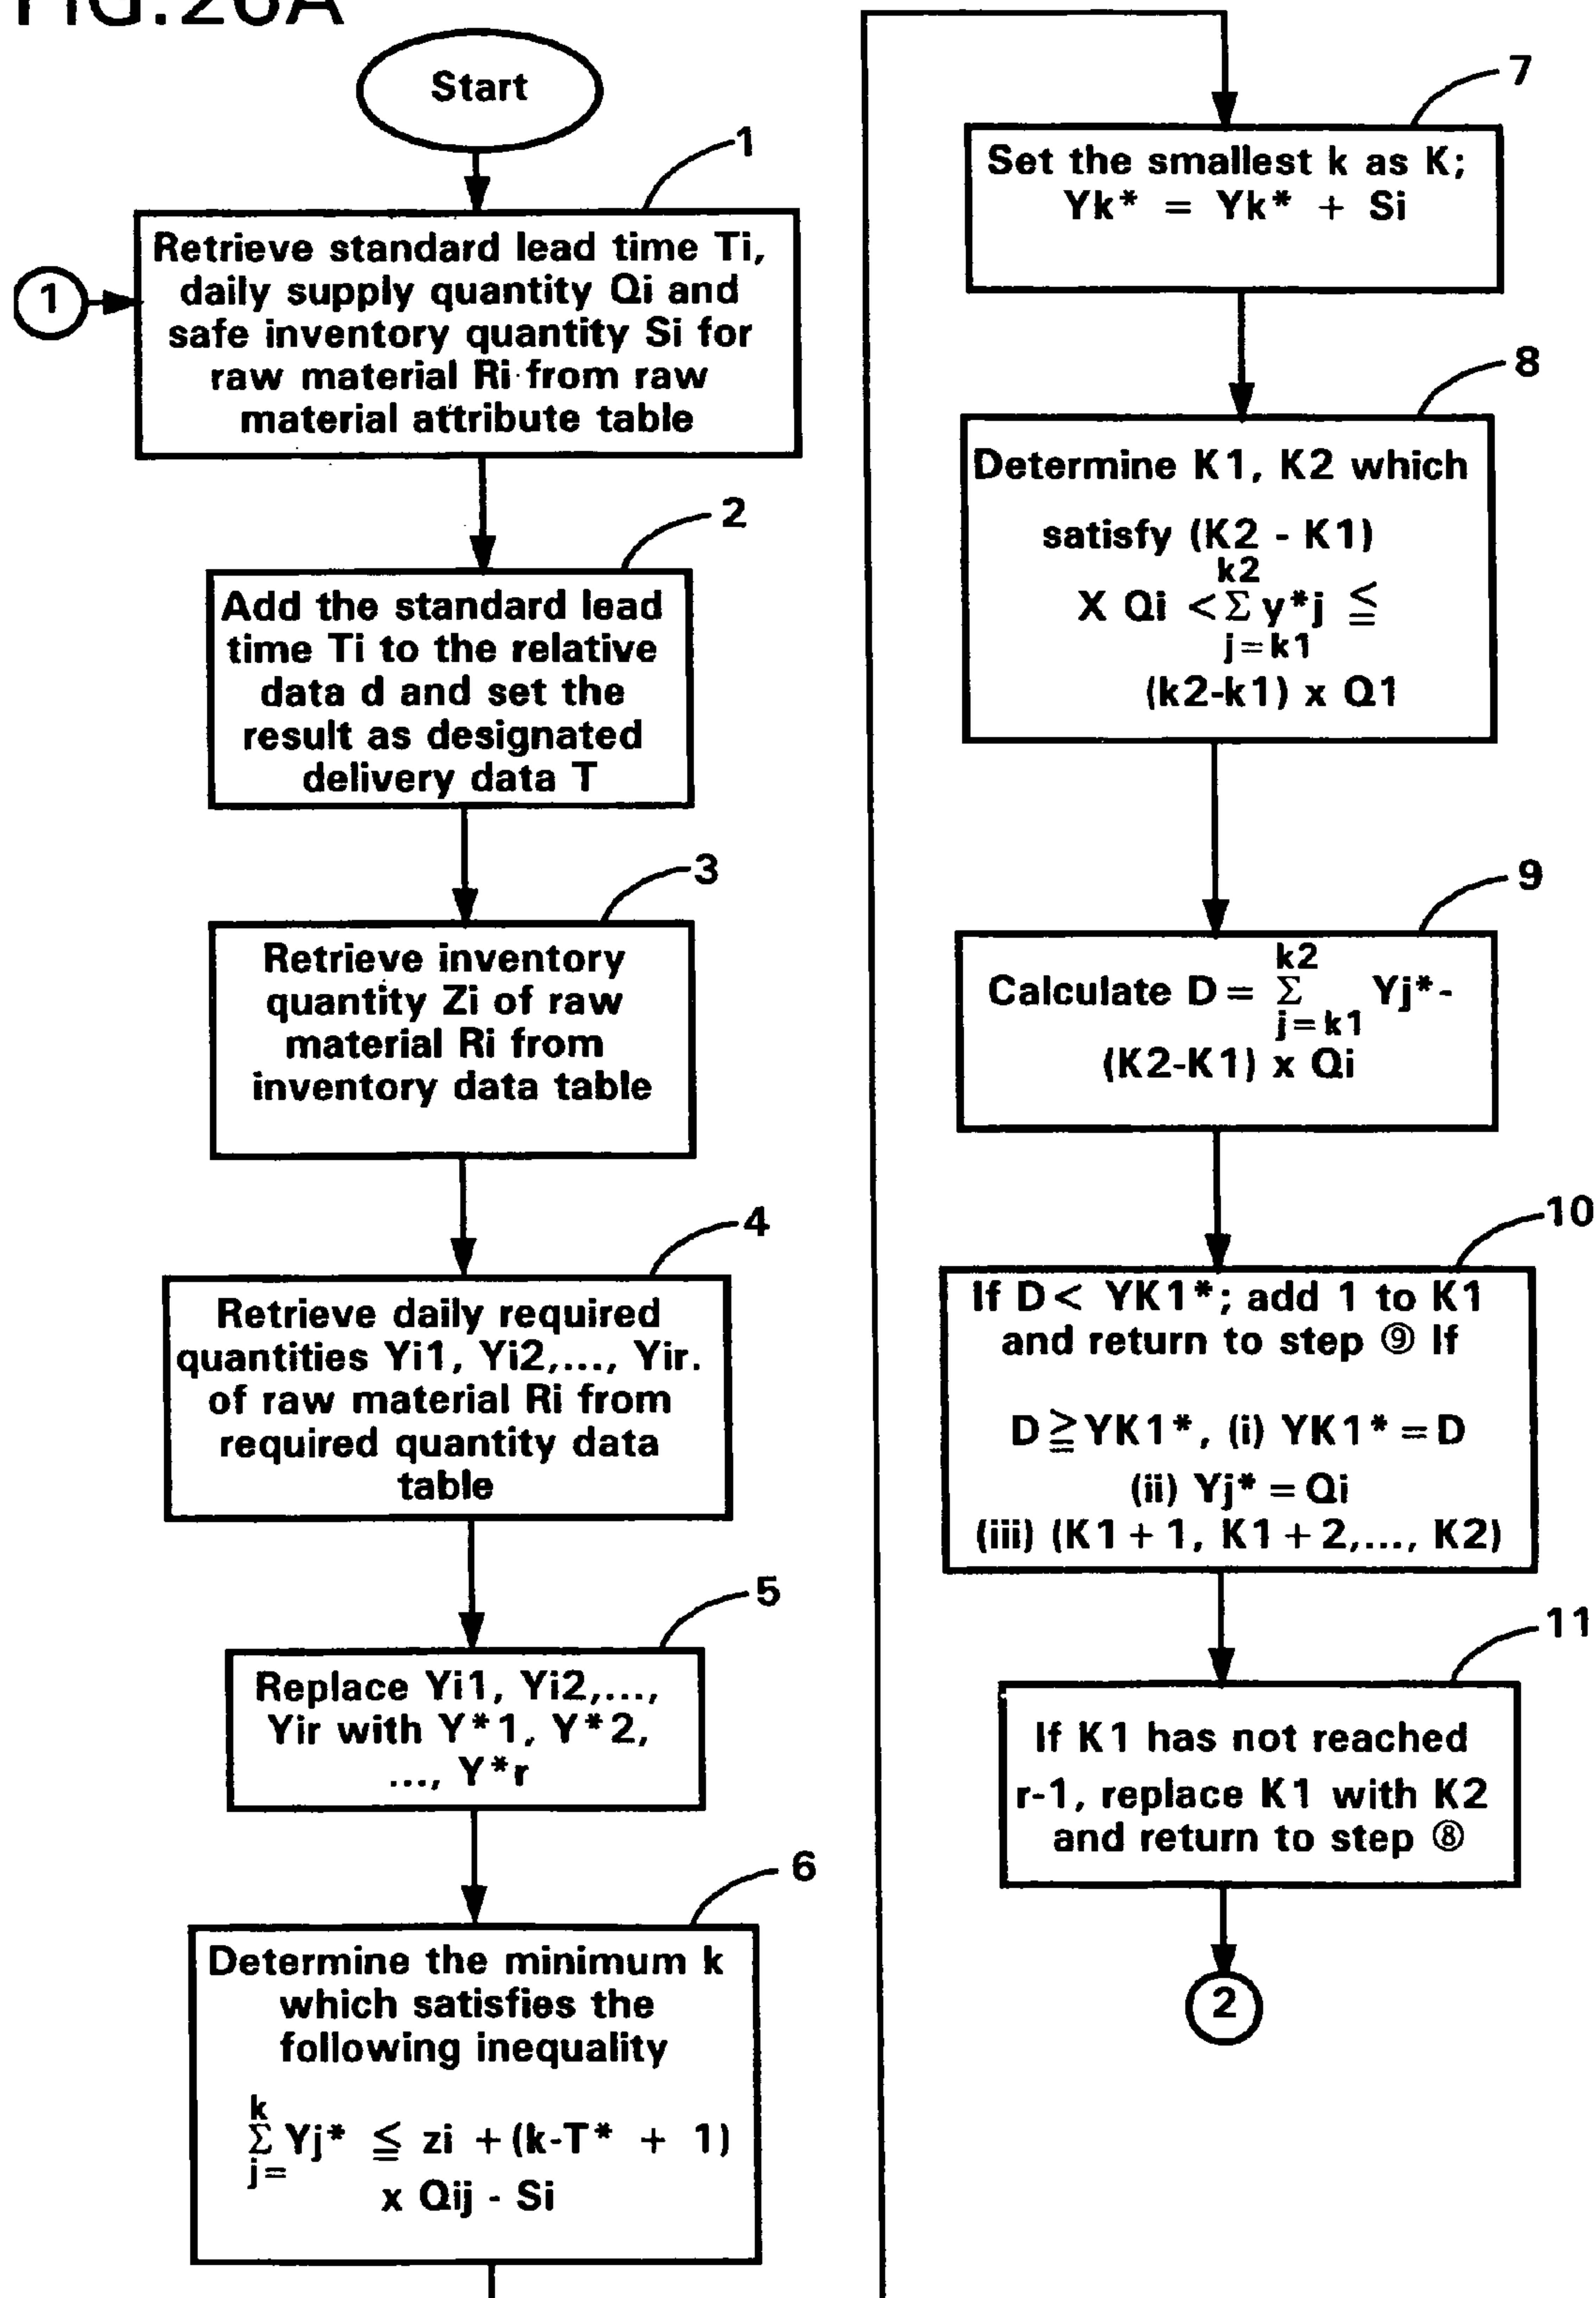 FIG.26A
Start
1
1
Retrieve standard lead time Ti,
daily supply quantity Qi and
safe inventory quantity Si for
raw material Ri from raw
material attribute table
2
Add the standard lead
time Ti to the relative
data d and set the
result as designated
delivery data T
3
Retrieve inventory
quantity Zi of raw
material Ri from
inventory data table
4
Retrieve daily required
quantities Yi1, Yi2,..., Yir.
of raw material Ri from
required quantity data
table
5
Replace Yi1, Yi2,...,
Yir with Y*1, Y*2,
..., Y*r
6
Determine the minimum k
which satisfies the
following inequality
k
Σ Yj* ≦ zi + (k-T* + 1)
j=
x Qij - Si
7
Set the smallest k as K;
Yk* = Yk* + Si
8
Determine K1, K2 which
satisfy (K2 - K1)
k2
X Qi < Σ y*j ≦
j=k1
(k2-k1) x Q1
9
k2
Calculate D = Σ Yj* -
j=k1
(K2-K1) x Qi
10
If D < YK1*; add 1 to K1
and return to step ⑨ If
D ≧ YK1*, (i) YK1* = D
(ii) Yj* = Qi
(iii) (K1 + 1, K1 + 2,..., K2)
11
If K1 has not reached
r-1, replace K1 with K2
and return to step ⑧
2